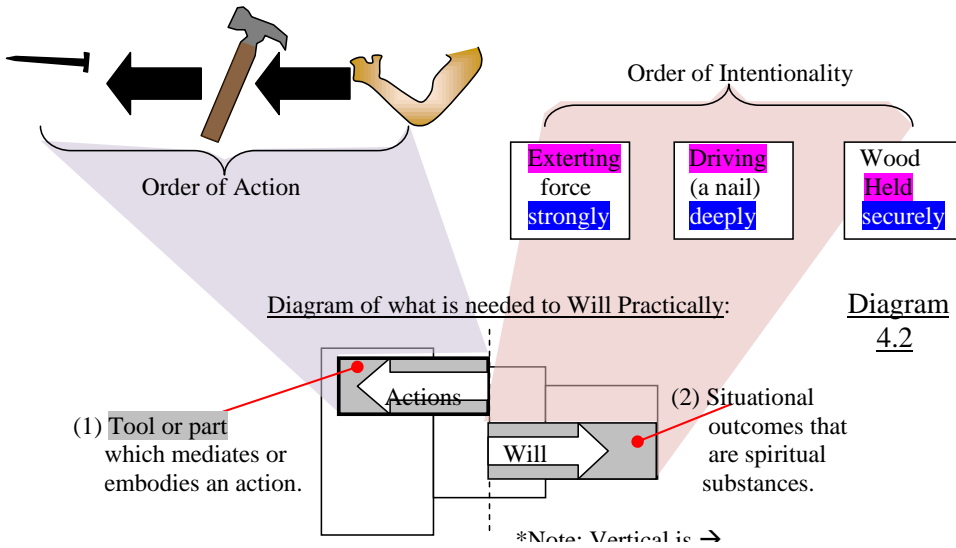 Order of Intentionality
Exterting
force
strongly
Driving
(a nail)
deeply
Wood
Held
securely
Order of Action
Diagram of what is needed to Will Practically:
Diagram
4.2
Actions
(1) Tool or part
which mediates or
embodies an action.
Will
(2) Situational
outcomes that
are spiritual
substances.
*Note: Vertical is →